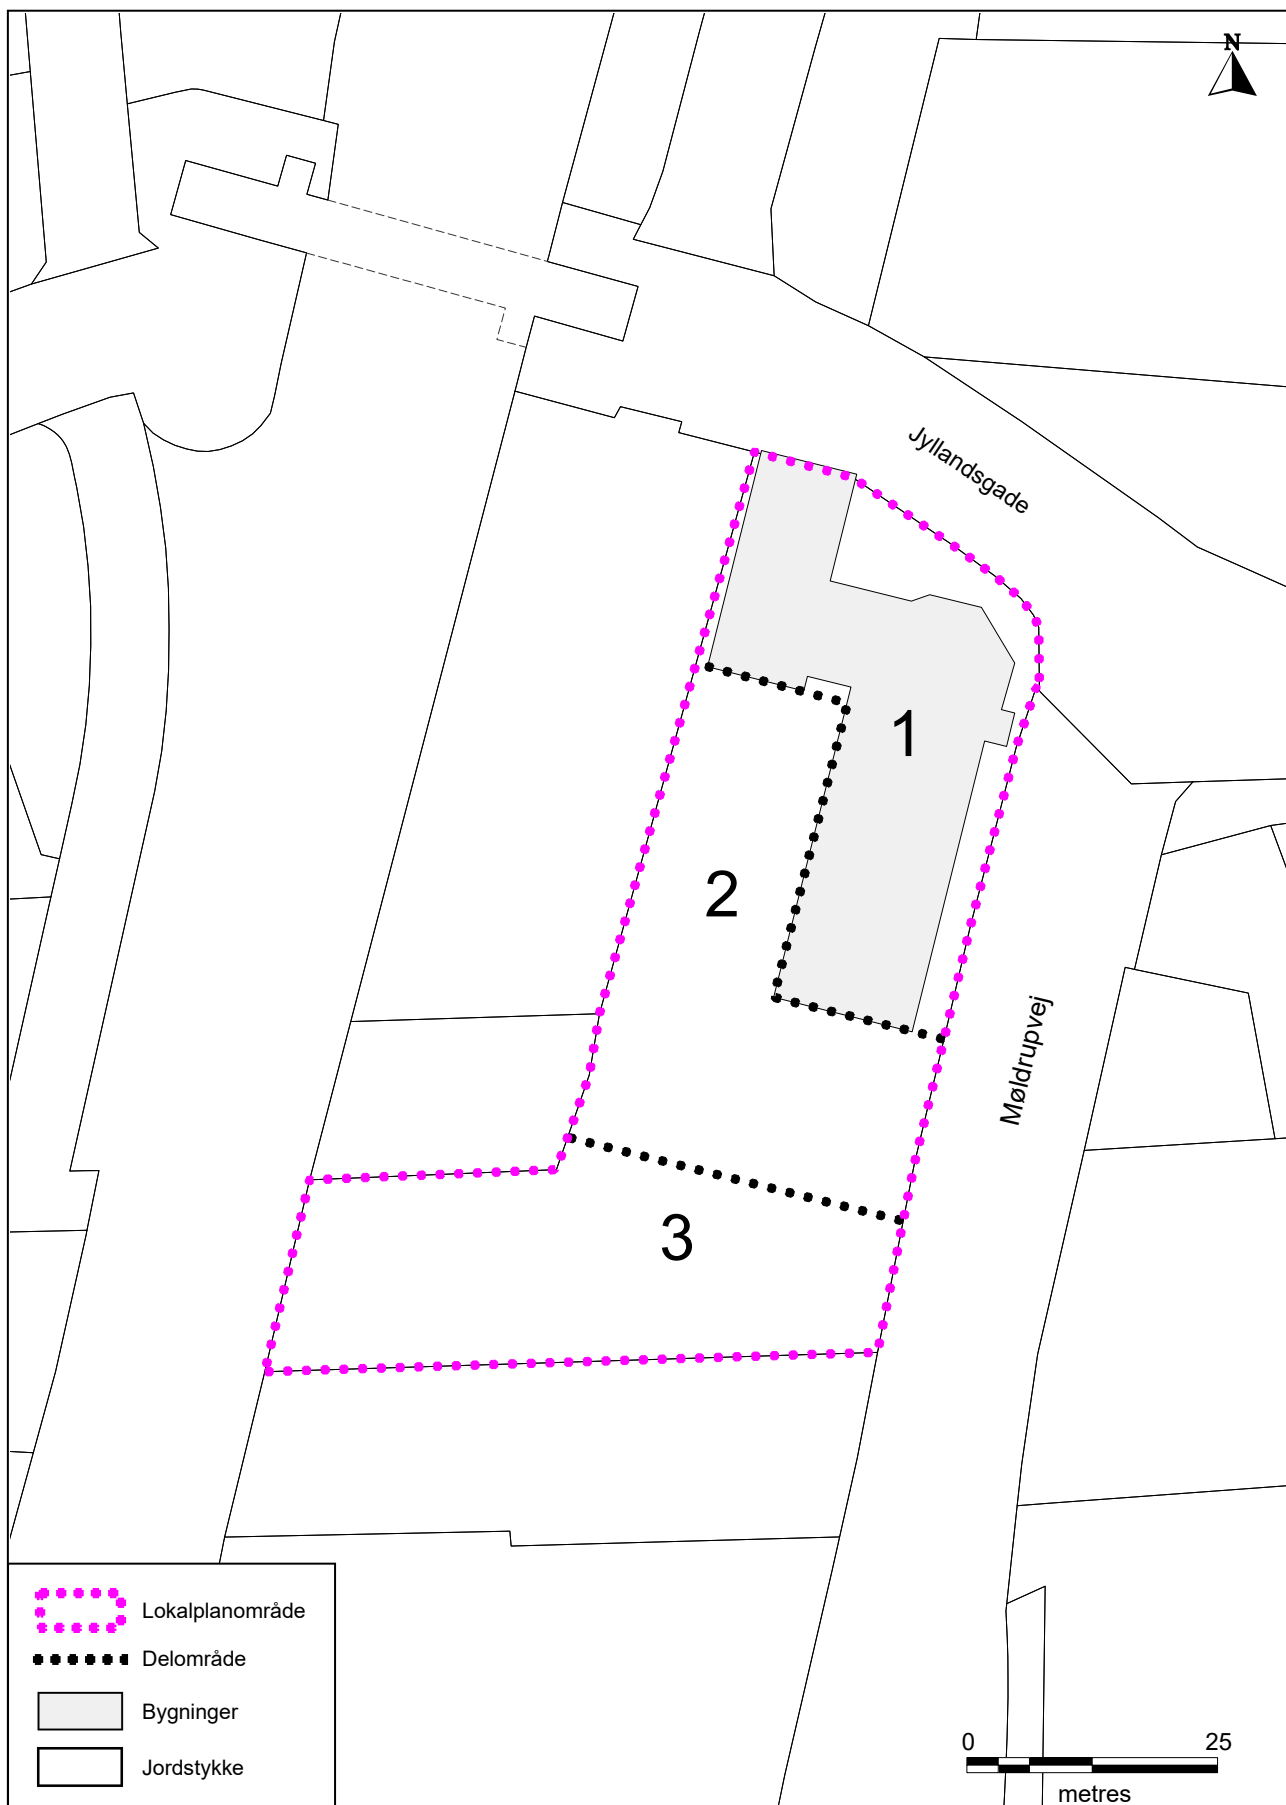 N
Jyllandsgade
1
2
Møldrupvej
3
Lokalplanområde
Delområde
Bygninger
Jordstykke
0 25
metres